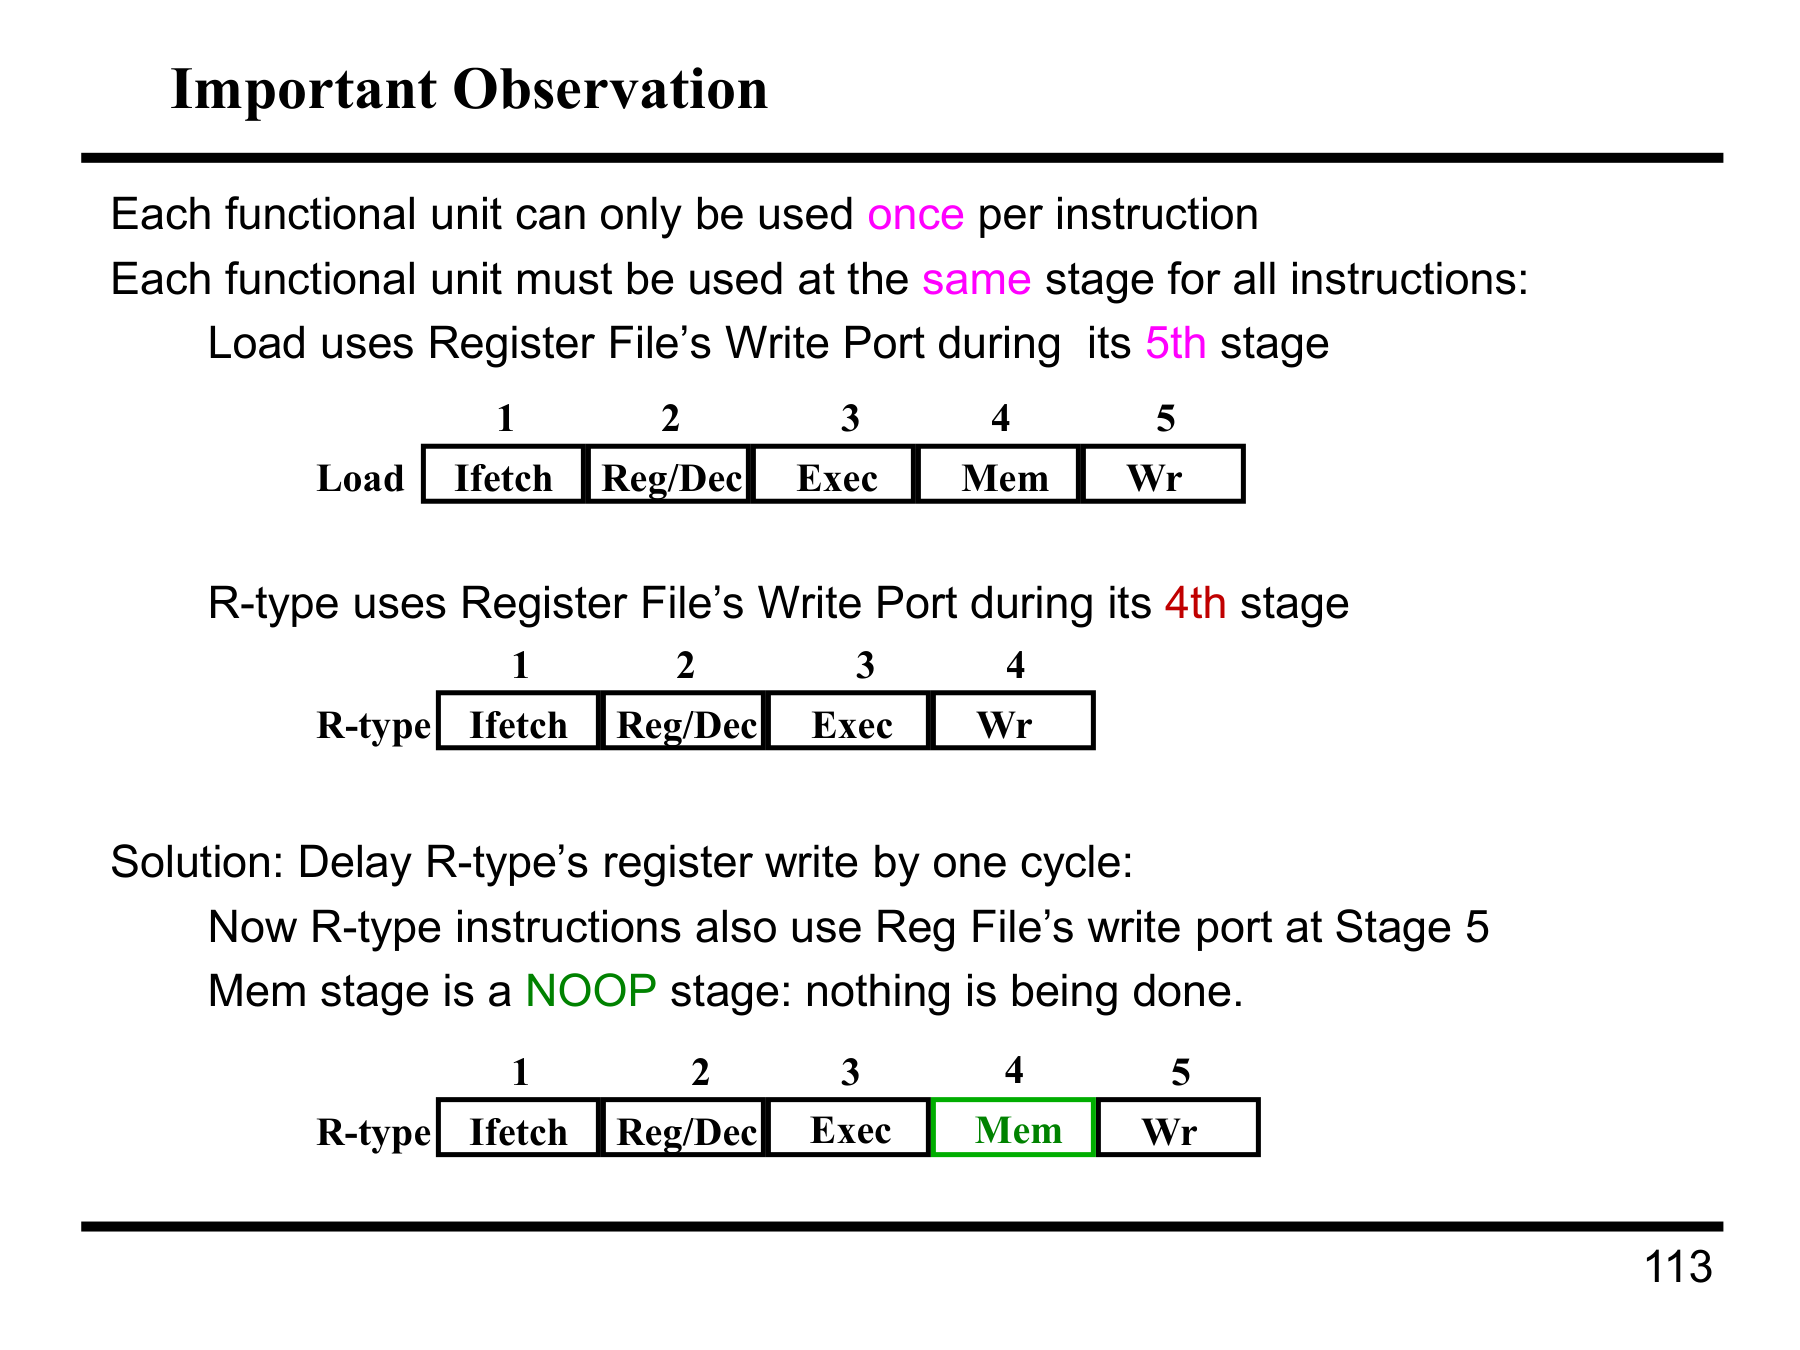 Important Observation
Each functional unit can only be used once per instruction
Each functional unit must be used at the same stage for all instructions:
Load uses Register File’s Write Port during  its 5th stage
1 2 3 4 5
Load Ifetch Reg/Dec Exec Mem Wr
R-type uses Register File’s Write Port during its 4th stage
1 2 3 4
R-type Ifetch Reg/Dec Exec Wr
Solution: Delay R-type’s register write by one cycle:
Now R-type instructions also use Reg File’s write port at Stage 5
Mem stage is a NOOP stage: nothing is being done.
1 2 3 4 5
R-type Ifetch Reg/Dec Exec Mem Wr
113